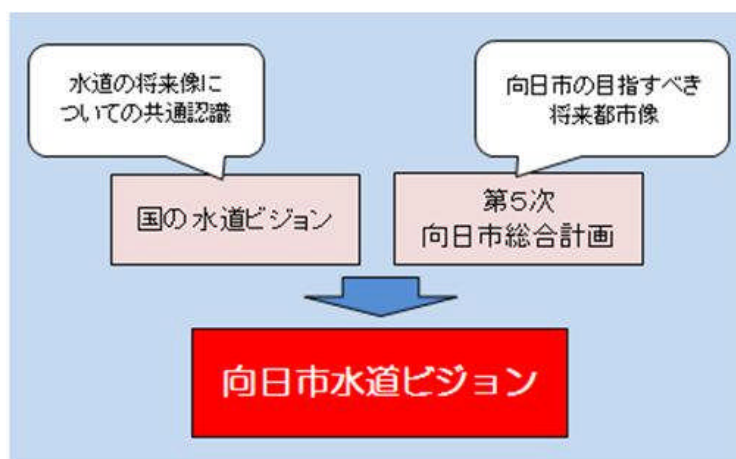 水道の将来像に
ついての共通認識
向日市の目指すべき
将来都市像
国の水道ビジョン
第5次
向日市総合計画
向日市水道ビジョン